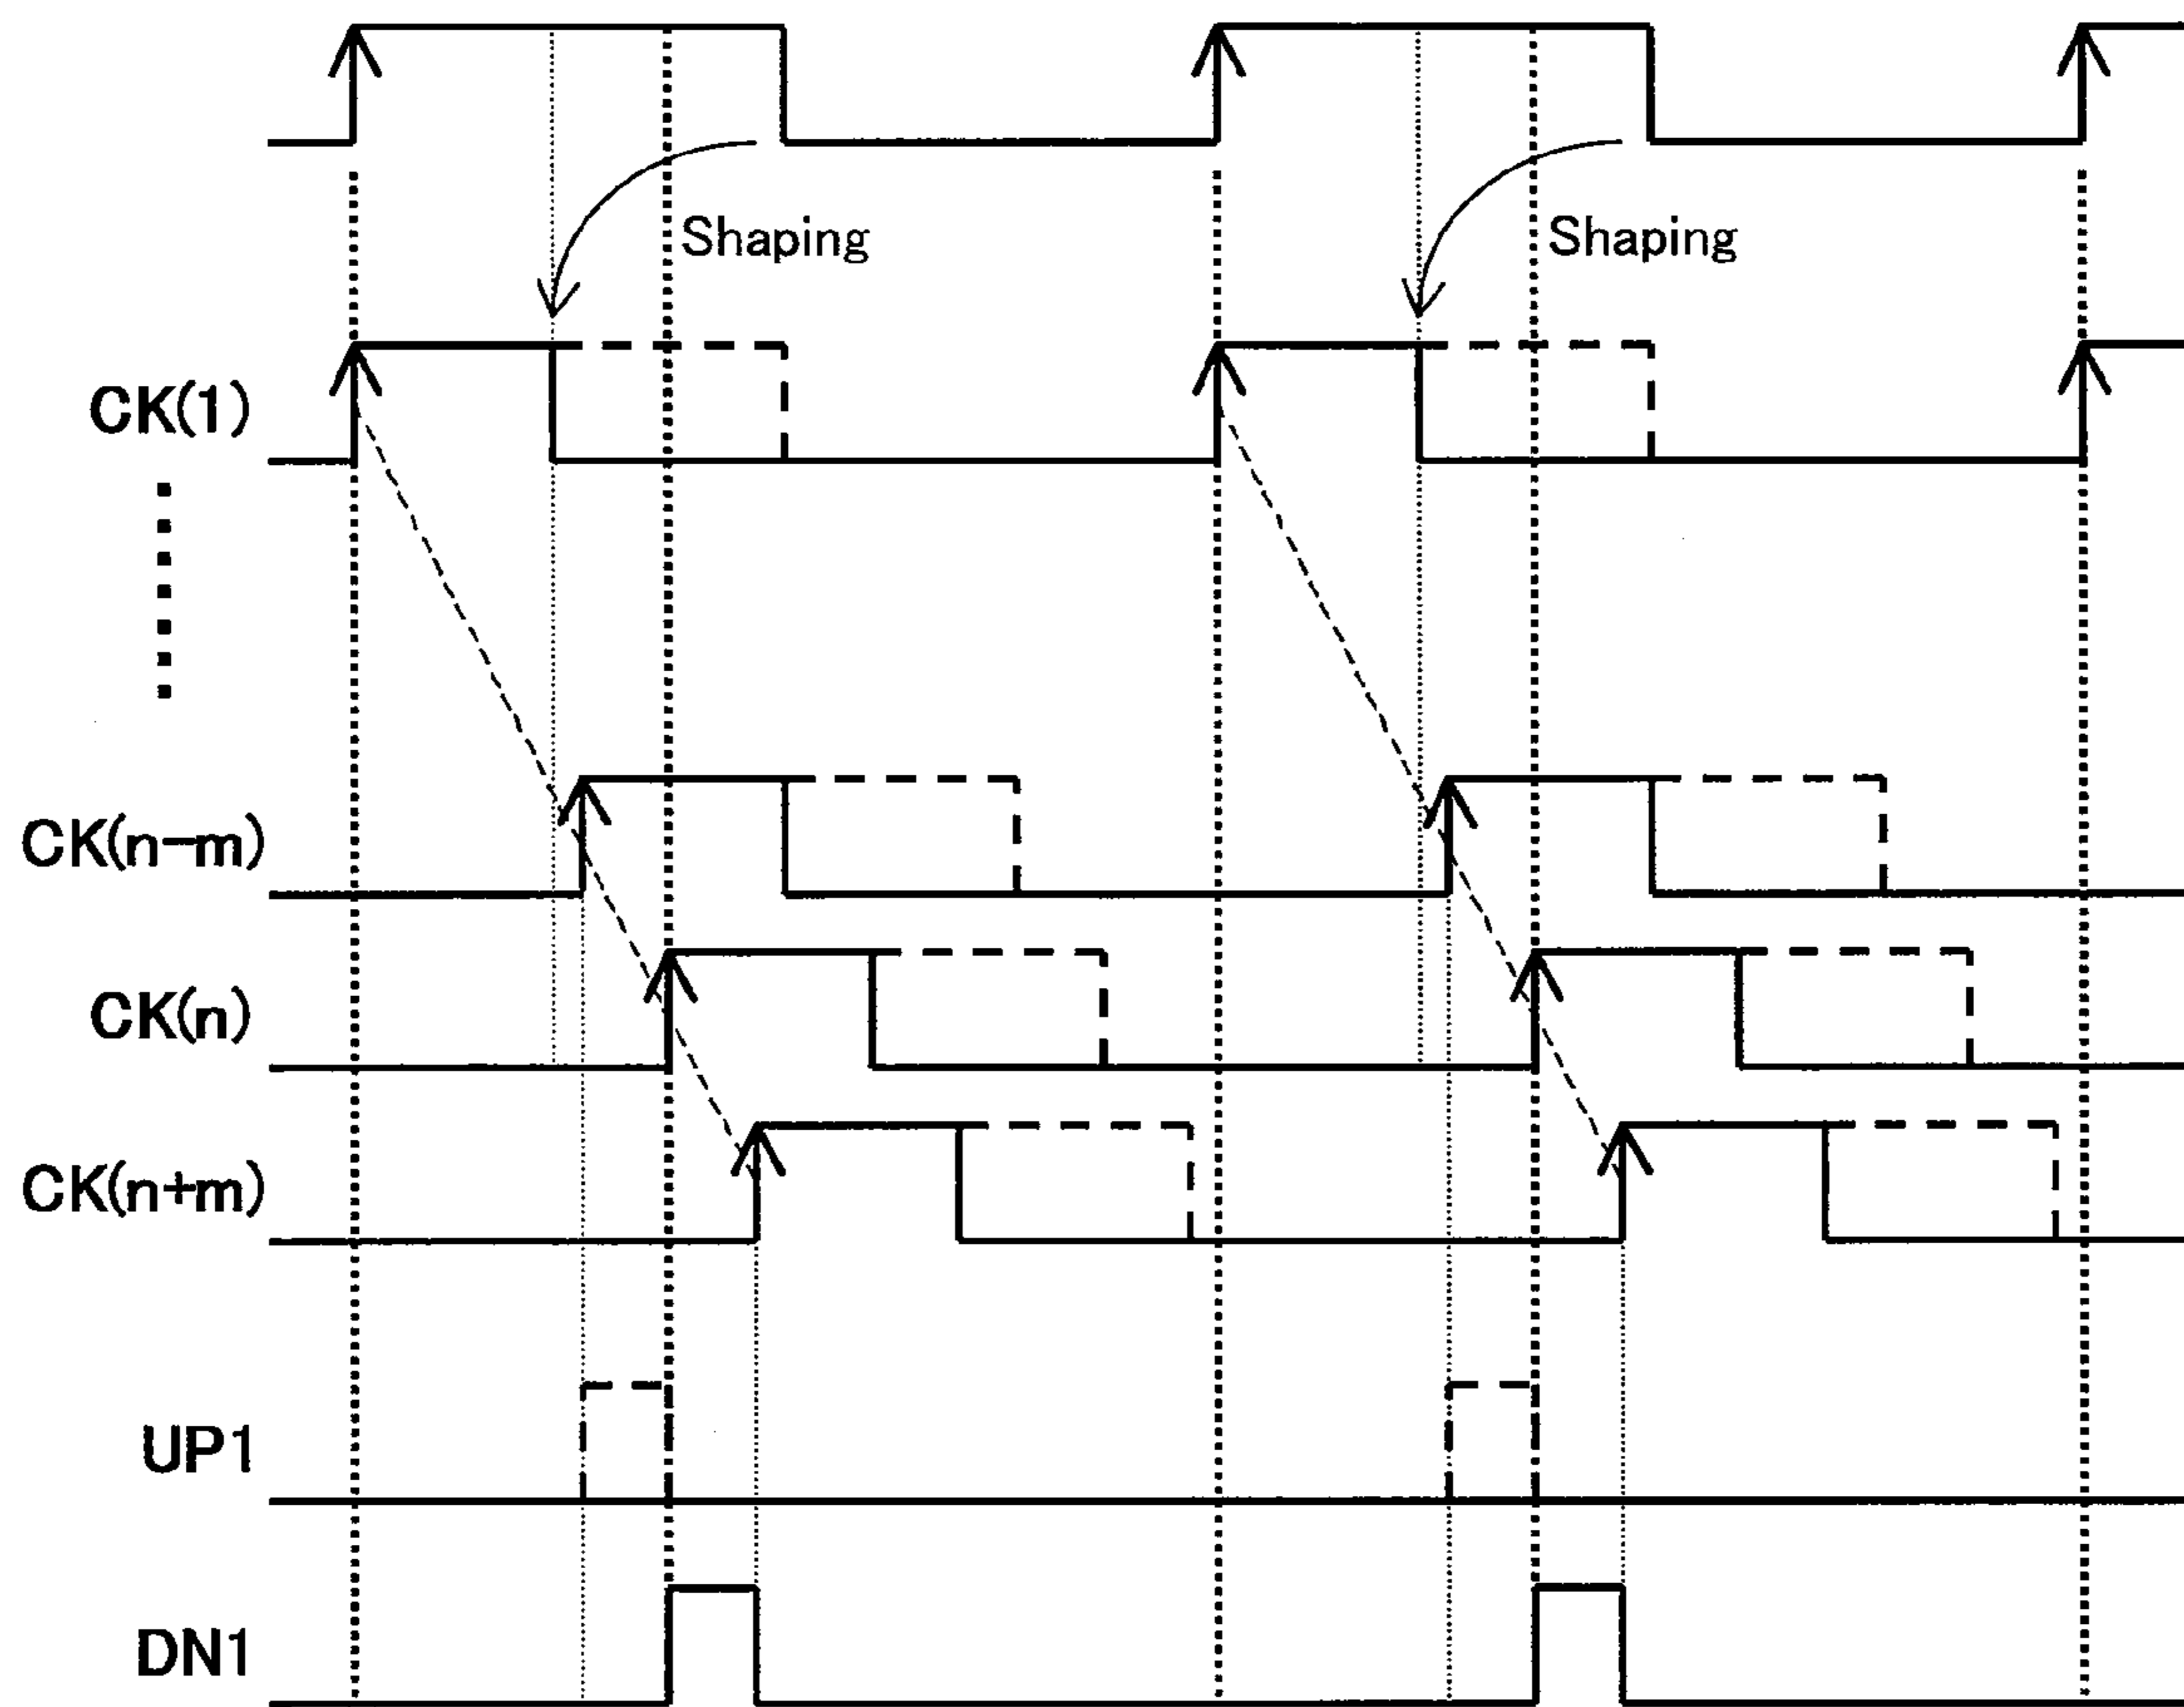 Shaping Shaping
CK(1)
CK(n-m)
CK(n)
CK(n+m)
UP1
DN1